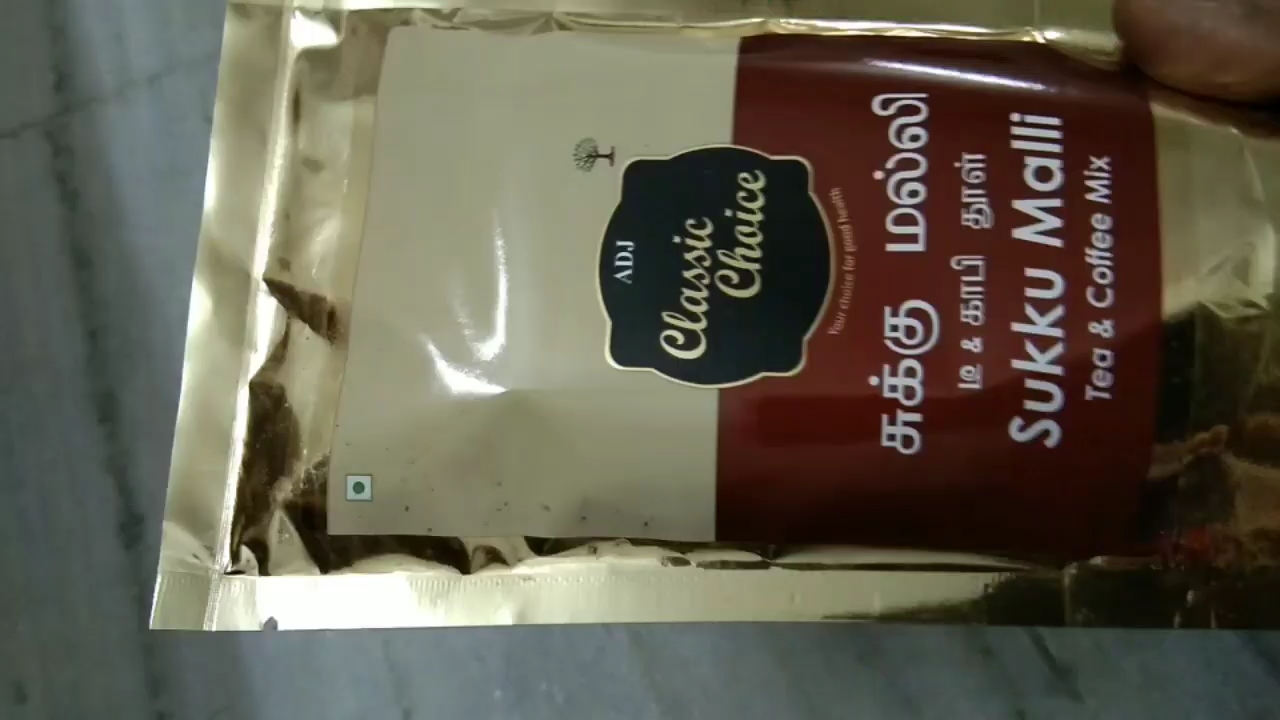 ADJ
Classic
Choice
Your choice for good health
சுக்கு மல்லி
டீ & காபி தூள்
Sukku Malli
Tea & Coffee Mix